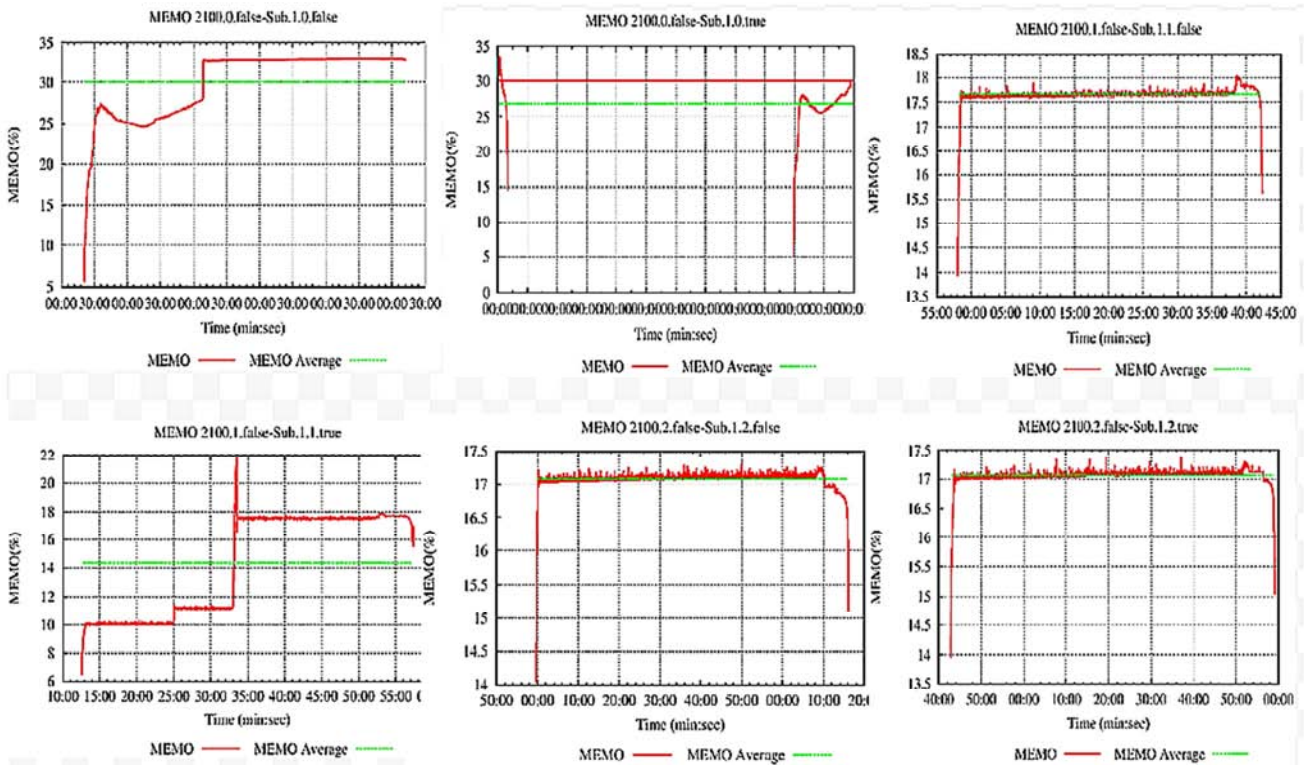 MEMO 2100.0.false-Sub.1.0.false
35
30
25
20
15
10
5
MEMO(%)
00.00 30.00 00.00 30.00 00.00 30.00 00.00 30.00 00.00 30.00 00.00 30.00
Time (min:sec)
MEMO MEMO Average
MEMO 2100.0.false-Sub.1.0.true
35
30
25
20
15
10
5
0
MEMO(%)
Time (min:sec)
MEMO MEMO Average
MEMO 2100.1.false-Sub.1.1.false
18.5
18
17.5
17
16.5
16
15.5
15
14.5
14
13.5
MEMO(%)
55:00 00:00 05:00 10:00 15:00 20:00 25:00 30:00 35:00 40:00 45:00
Time (min:sec)
MEMO MEMO Average
MEMO 2100.1.false-Sub.1.1.true
22
20
18
16
14
12
10
8
6
MEMO(%)
10:00 15:00 20:00 25:00 30:00 35:00 40:00 45:00 50:00 55:00
Time (min:sec)
MEMO MEMO Average
MEMO 2100.2.false-Sub.1.2.false
17.5
17
16.5
16
15.5
15
14.5
14
MEMO(%)
50:00 00:00 10:00 20:00 30:00 40:00 50:00 00:00 10:00
Time (min:sec)
MEMO MEMO Average
MEMO 2100.2.false-Sub.1.2.true
17.5
17
16.5
16
15.5
15
14.5
14
13.5
MEMO(%)
40:00 50:00 00:00 10:00 20:00 30:00 40:00 50:00 00:00
Time (min:sec)
MEMO MEMO Average